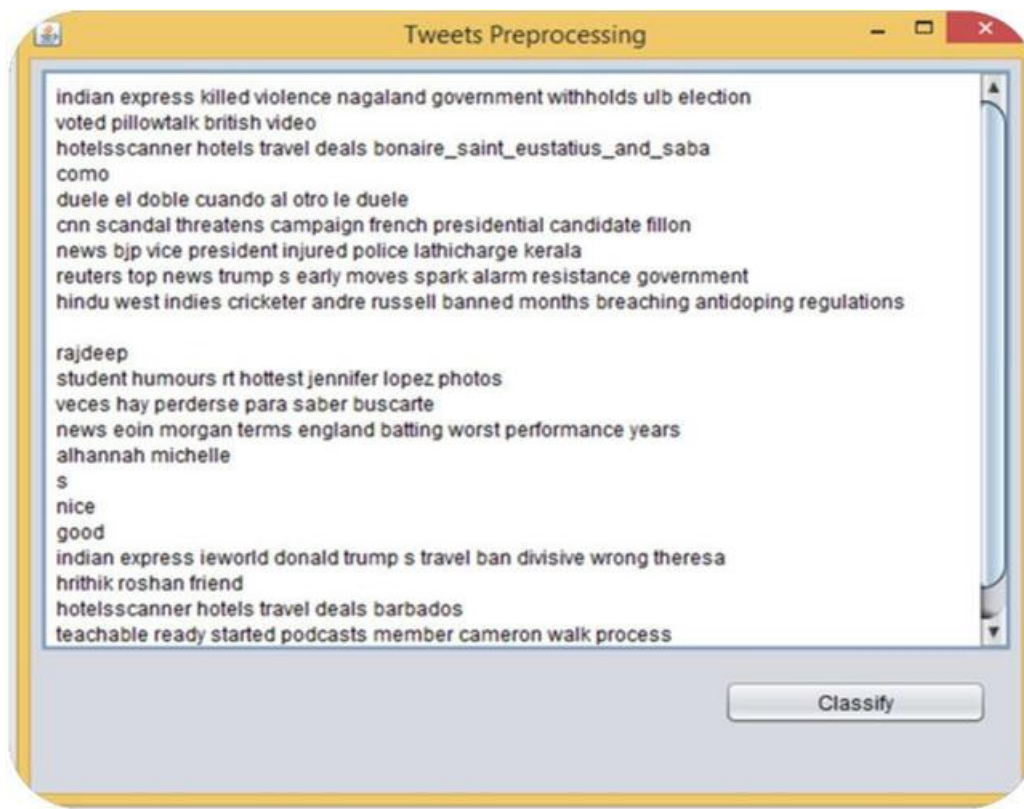 Tweets Preprocessing
indian express killed violence nagaland government withholds ulb election
voted pillowtalk british video
hotelsscanner hotels travel deals bonaire_saint_eustatius_and_saba
como
duele el doble cuando al otro le duele
cnn scandal threatens campaign french presidential candidate fillon
news bjp vice president injured police lathicharge kerala
reuters top news trump s early moves spark alarm resistance government
hindu west indies cricketer andre russell banned months breaching antidoping regulations
rajdeep
student humours rt hottest jennifer lopez photos
veces hay perderse para saber buscarte
news eoin morgan terms england batting worst performance years
alhannah michelle
s
nice
good
indian express ieworld donald trump s travel ban divisive wrong theresa
hrithik roshan friend
hotelsscanner hotels travel deals barbados
teachable ready started podcasts member cameron walk process
Classify